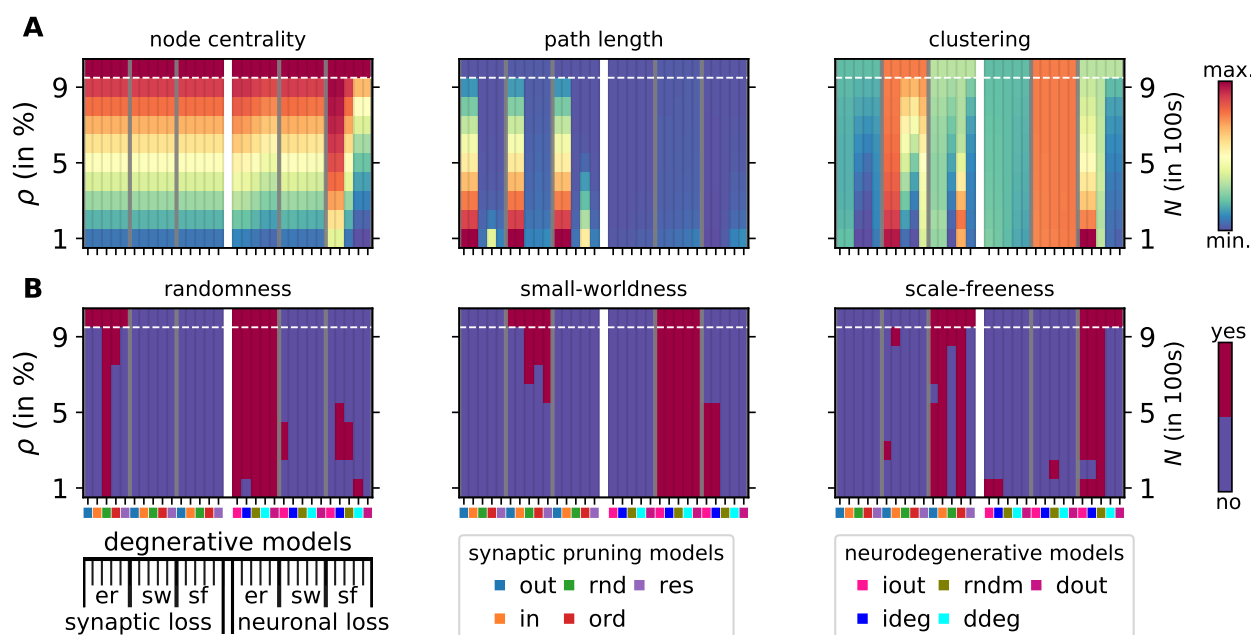 A
node centrality
path length
clustering
ρ (in %)
9
5
1
9
5
1
N (in 100s)
max.
min.
B
randomness
small-worldness
scale-freeness
ρ (in %)
9
5
1
9
5
1
N (in 100s)
yes
no
degnerative models
er sw sf er sw sf
synaptic loss neuronal loss
synaptic pruning models
out rnd res
in ord
neurodegenerative models
iout rndm dout
ideg ddeg